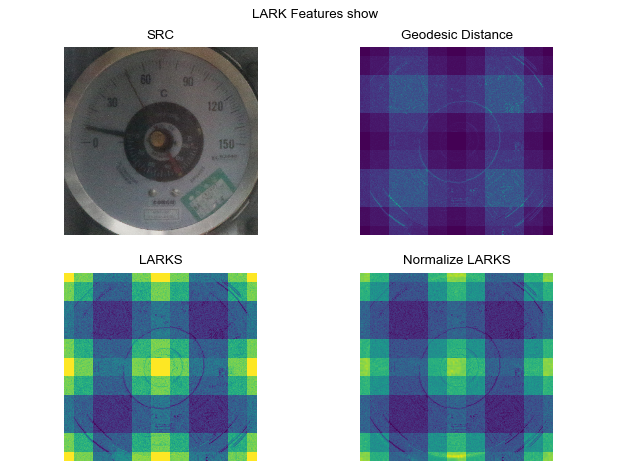 LARK Features show
SRC
Geodesic Distance
60
30
90
°C
120
0
150
LARKS
Normalize LARKS